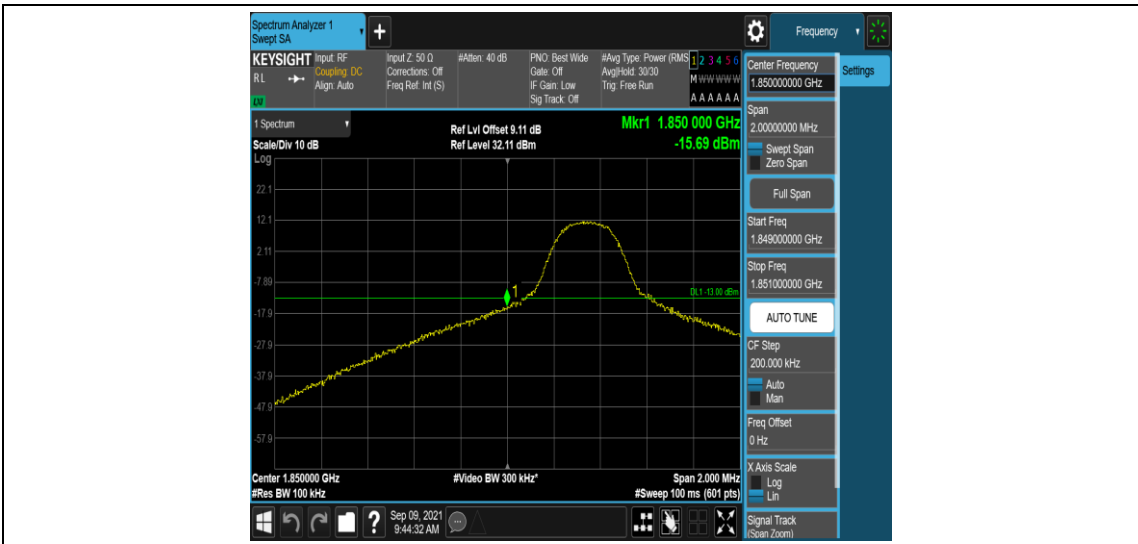 Spectrum Analyzer 1
Swept SA
Frequency
KEYSIGHT
RL
Input: RF
Coupling: DC
Align: Auto
Input Z: 50 Ω
Corrections: Off
Freq Ref: Int (S)
#Atten: 40 dB
PNO: Best Wide
Gate: Off
IF Gain: Low
Sig Track: Off
#Avg Type: Power (RMS
Avg|Hold: 30/30
Trig: Free Run
1 2 3 4 5 6
M W W W W W
A A A A A A
1 Spectrum
Scale/Div 10 dB
Log
Ref Lvl Offset 9.11 dB
Ref Level 32.11 dBm
Mkr1 1.850 000 GHz
-15.69 dBm
22.1
12.1
2.11
-7.89
-17.9
-27.9
-37.9
-47.9
-57.9
1
DL1 -13.00 dBm
Center 1.850000 GHz
#Res BW 100 kHz
#Video BW 300 kHz*
Span 2.000 MHz
#Sweep 100 ms (601 pts)
Center Frequency
1.850000000 GHz
Settings
Span
2.00000000 MHz
Swept Span
Zero Span
Full Span
Start Freq
1.849000000 GHz
Stop Freq
1.851000000 GHz
AUTO TUNE
CF Step
200.000 kHz
Auto
Man
Freq Offset
0 Hz
X Axis Scale
Log
Lin
Signal Track
(Span Zoom)
?
Sep 09, 2021
9:44:32 AM